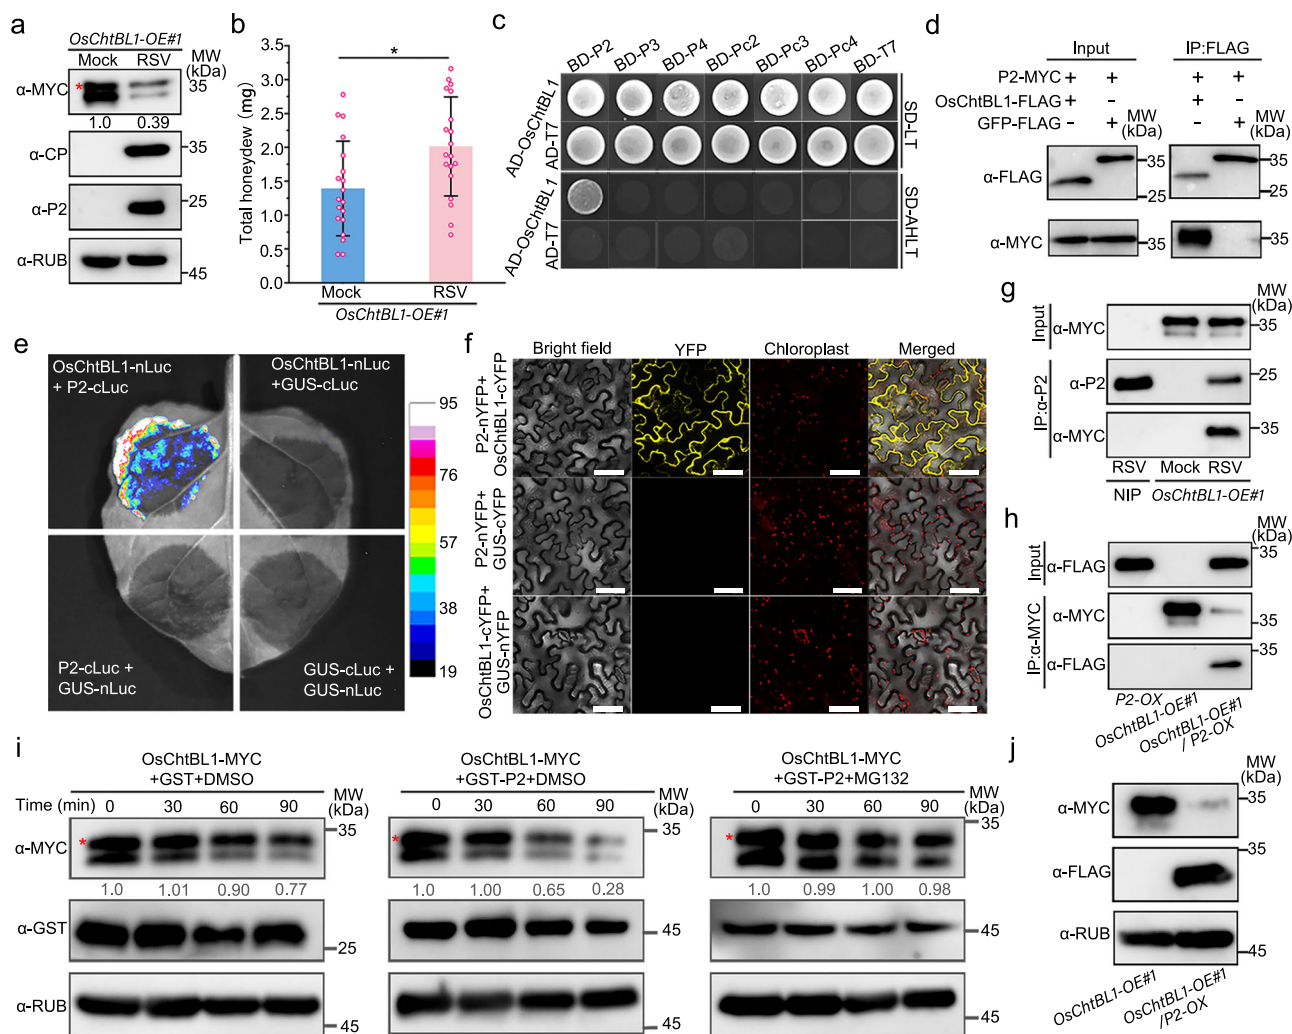 a
OsChtBL1-OE#1
Mock RSV
MW (kDa)
α-MYC
*
35
1.0 0.39
α-CP
35
α-P2
25
α-RUB
45
b
Total honeydew (mg)
3.5
3.0
2.5
2.0
1.5
1.0
0.5
0.0
*
Mock RSV
OsChtBL1-OE#1
c
BD-P2 BD-P3 BD-P4 BD-Pc2 BD-Pc3 BD-Pc4 BD-T7
AD-OsChtBL1
AD-T7
SD-LT
AD-OsChtBL1
AD-T7
SD-AHLT
d
Input IP:FLAG
P2-MYC + + + +
OsChtBL1-FLAG + - + -
GFP-FLAG - + - +
MW (kDa) MW (kDa)
α-FLAG
35 35
25 25
α-MYC
35 35
e
OsChtBL1-nLuc + P2-cLuc
OsChtBL1-nLuc +GUS-cLuc
P2-cLuc + GUS-nLuc
GUS-cLuc + GUS-nLuc
95
76
57
38
19
f
Bright field YFP Chloroplast Merged
P2-nYFP+ OsChtBL1-cYFP
P2-nYFP+ GUS-cYFP
OsChtBL1-cYFP+ GUS-nYFP
g
MW (kDa)
Input
α-MYC
35
IP:α-P2
α-P2
25
α-MYC
35
RSV Mock RSV
NIP OsChtBL1-OE#1
h
MW (kDa)
Input
α-FLAG
35
IP:α-MYC
α-MYC
35
25
α-FLAG
35
25
P2-OX
OsChtBL1-OE#1
OsChtBL1-OE#1 / P2-OX
i
OsChtBL1-MYC +GST+DMSO
OsChtBL1-MYC +GST-P2+DMSO
OsChtBL1-MYC +GST-P2+MG132
Time (min) 0 30 60 90 MW (kDa)
0 30 60 90 MW (kDa)
0 30 60 90 MW (kDa)
α-MYC
* 35 * 35 * 35
1.0 1.01 0.90 0.77
1.0 1.00 0.65 0.28
1.0 0.99 1.00 0.98
α-GST
25 45 45
α-RUB
45 45 45
j
MW (kDa)
α-MYC
35
25
α-FLAG
35
25
α-RUB
45
OsChtBL1-OE#1
OsChtBL1-OE#1 /P2-OX